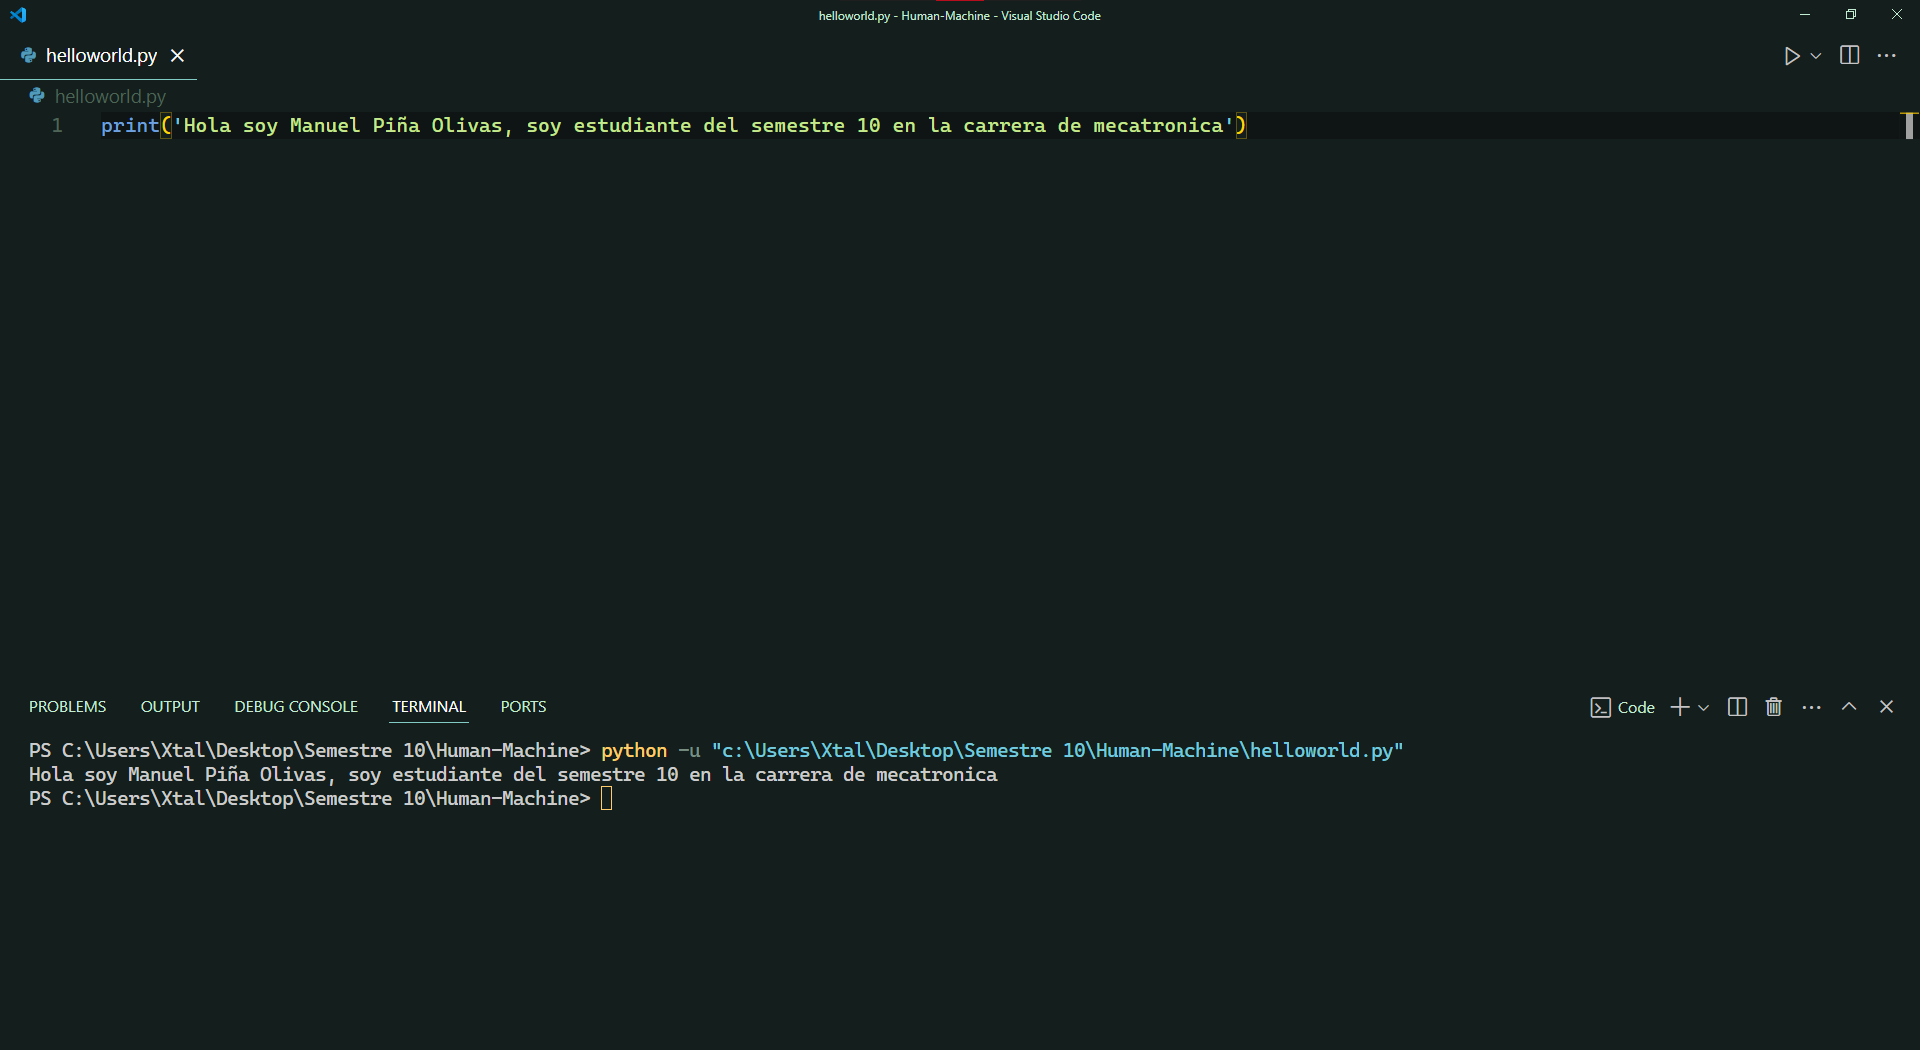 helloworld.py - Human-Machine - Visual Studio Code
helloworld.py
helloworld.py
1 print('Hola soy Manuel Piña Olivas, soy estudiante del semestre 10 en la carrera de mecatronica')
PROBLEMS OUTPUT DEBUG CONSOLE TERMINAL PORTS Code
PS C:\Users\Xtal\Desktop\Semestre 10\Human-Machine> python -u "c:\Users\Xtal\Desktop\Semestre 10\Human-Machine\helloworld.py"
Hola soy Manuel Piña Olivas, soy estudiante del semestre 10 en la carrera de mecatronica
PS C:\Users\Xtal\Desktop\Semestre 10\Human-Machine>